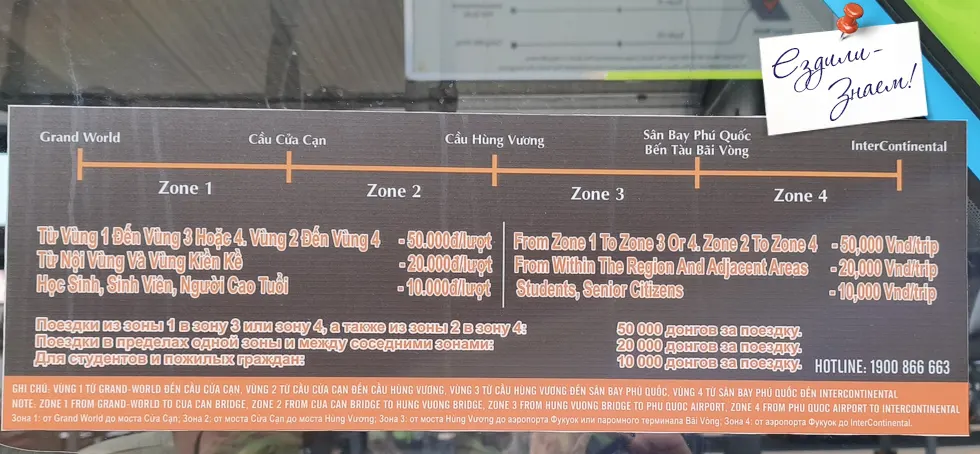 Ездили-
Знаем!
Grand World
Cầu Cửa Cạn
Cầu Hùng Vương
Sân Bay Phú Quốc
Bến Tàu Bãi Vòng
InterContinental
Zone 1
Zone 2
Zone 3
Zone 4
Từ Vùng 1 Đến Vùng 3 Hoặc 4. Vùng 2 Đến Vùng 4 - 50.000đ/lượt
Từ Nội Vùng Và Vùng Kiền Kề - 20.000đ/lượt
Học Sinh, Sinh Viên, Người Cao Tuổi - 10.000đ/lượt
From Zone 1 To Zone 3 Or 4. Zone 2 To Zone 4 - 50,000 Vnd/trip
From Within The Region And Adjacent Areas - 20,000 Vnd/trip
Students, Senior Citizens - 10,000 Vnd/trip
Поездки из зоны 1 в зону 3 или зону 4, а также из зоны 2 в зону 4: 50 000 донгов за поездку.
Поездки в пределах одной зоны и между соседними зонами: 20 000 донгов за поездку.
Для студентов и пожилых граждан: 10 000 донгов за поездку.
HOTLINE: 1900 866 663
GHI CHÚ: VÙNG 1 TỪ GRAND-WORLD ĐẾN CẦU CỬA CẠN, VÙNG 2 TỪ CẦU CỬA CẠN ĐẾN CẦU HÙNG VƯƠNG, VÙNG 3 TỪ CẦU HÙNG VƯƠNG ĐẾN SÂN BAY PHÚ QUỐC, VÙNG 4 TỪ SÂN BAY PHÚ QUỐC ĐẾN INTERCONTINENTAL
NOTE: ZONE 1 FROM GRAND-WORLD TO CUA CAN BRIDGE, ZONE 2 FROM CUA CAN BRIDGE TO HUNG VUONG BRIDGE, ZONE 3 FROM HUNG VUONG BRIDGE TO PHU QUOC AIRPORT, ZONE 4 FROM PHU QUOC AIRPORT TO INTERCONTINENTAL
Зона 1: от Grand World до моста Cửa Cạn; Зона 2: от моста Cửa Cạn до моста Hùng Vương; Зона 3: от моста Hùng Vương до аэропорта Фукуок или паромного терминала Bãi Vòng; Зона 4: от аэропорта Фукуок до InterContinental.